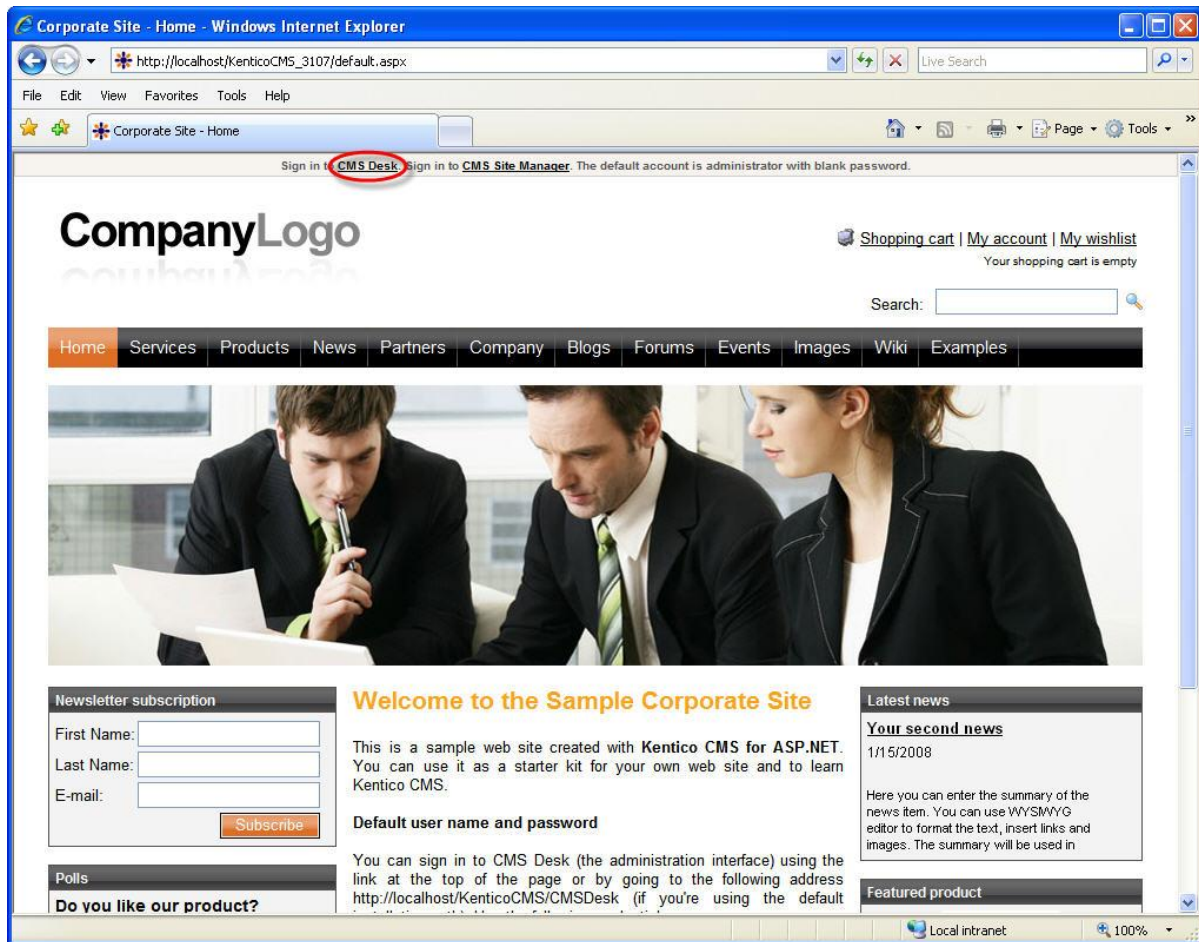 Corporate Site - Home - Windows Internet Explorer
http://localhost/KenticoCMS_3107/default.aspx
Live Search
File Edit View Favorites Tools Help
Corporate Site - Home
Page Tools »
Sign in to CMS Desk. Sign in to CMS Site Manager. The default account is administrator with blank password.
CompanyLogo
Shopping cart | My account | My wishlist
Your shopping cart is empty
Search:
Home Services Products News Partners Company Blogs Forums Events Images Wiki Examples
Newsletter subscription
First Name:
Last Name:
E-mail:
Subscribe
Polls
Do you like our product?
Welcome to the Sample Corporate Site
This is a sample web site created with Kentico CMS for ASP.NET.
You can use it as a starter kit for your own web site and to learn
Kentico CMS.
Default user name and password
You can sign in to CMS Desk (the administration interface) using the
link at the top of the page or by going to the following address
http://localhost/KenticoCMS/CMSDesk (if you're using the default
Latest news
Your second news
1/15/2008
Here you can enter the summary of the
news item. You can use WYSIWYG
editor to format the text, insert links and
images. The summary will be used in
Featured product
Local intranet
100%